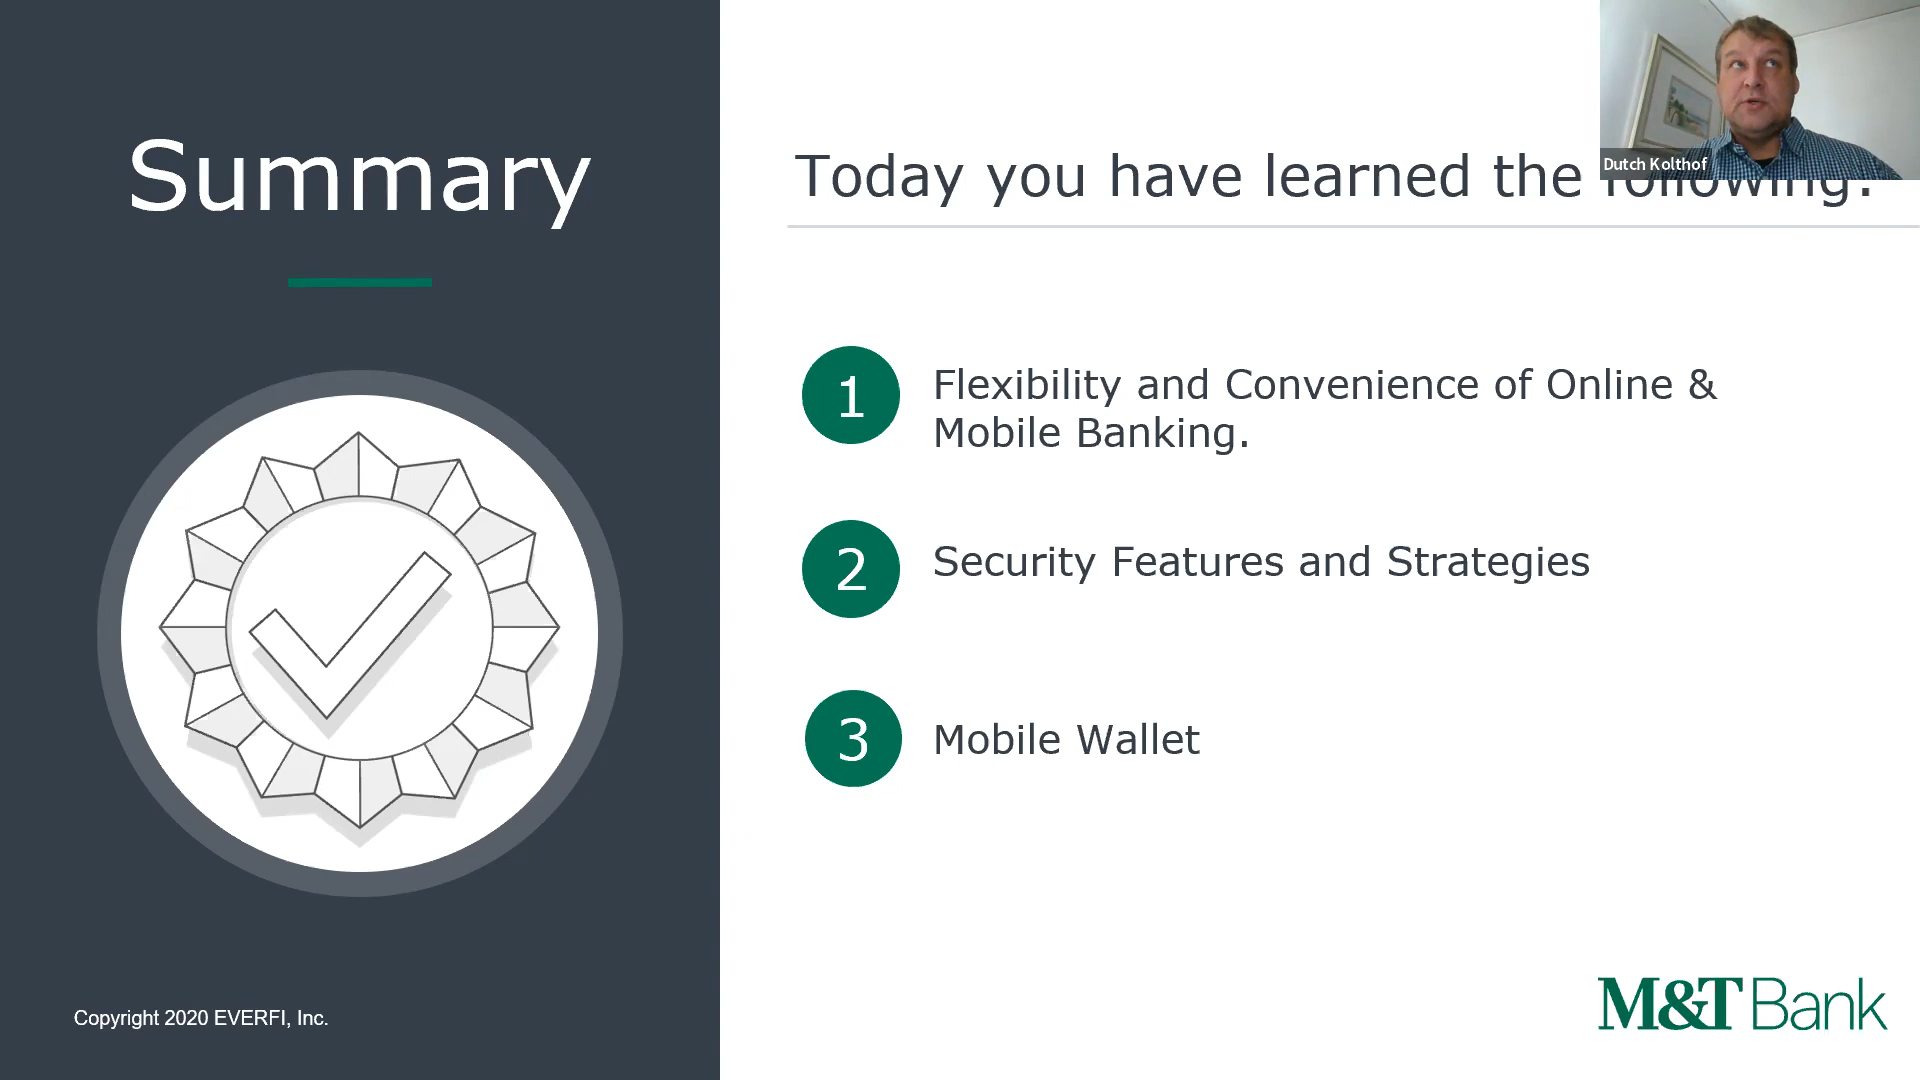 Summary
Today you have learned the following:
Dutch Kolthof
1
Flexibility and Convenience of Online &
Mobile Banking.
2
Security Features and Strategies
3
Mobile Wallet
Copyright 2020 EVERFI, Inc.
M&T Bank